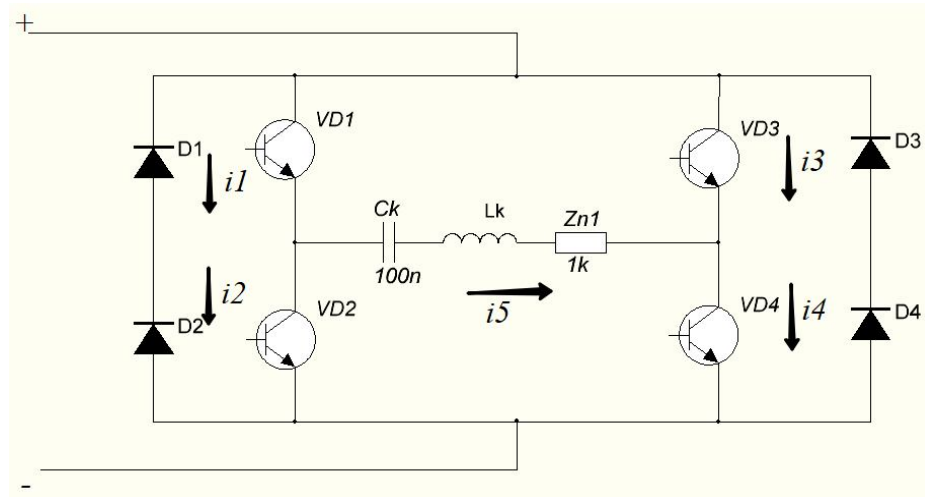 +
VD1
D1
i1
VD3
D3
i3
Ck
Lk
Zn1
100n
1k
i5
i2
D2
VD2
VD4
i4
D4
-